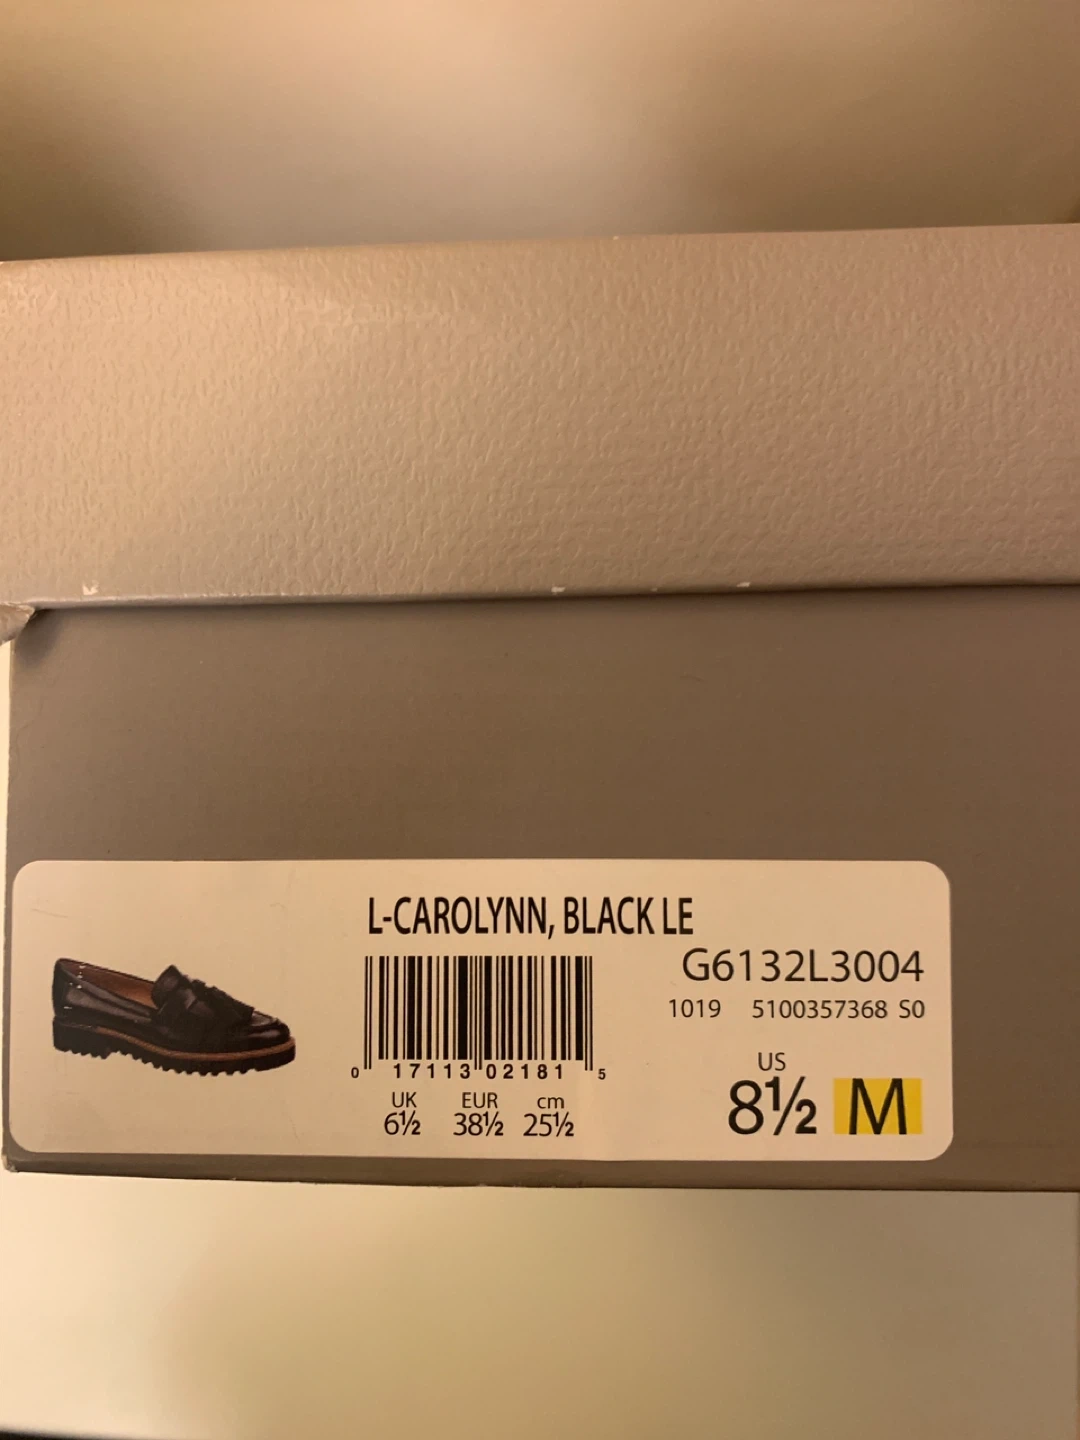 L-CAROLYNN, BLACK LE
G6132L3004
1019 5100357368 S0
0 17113 02181 5
UK EUR cm
6½ 38½ 25½
US
8½ M